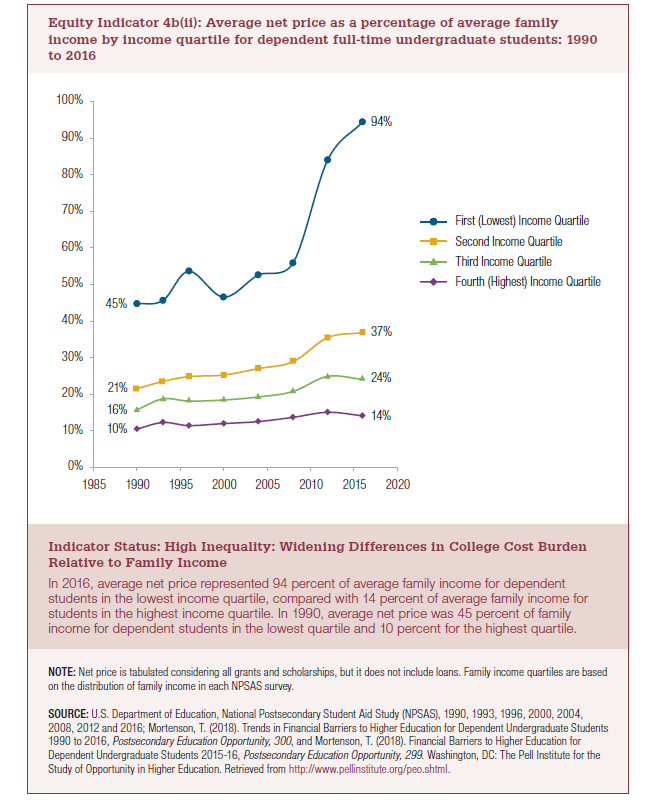 Equity Indicator 4b(ii): Average net price as a percentage of average family
income by income quartile for dependent full-time undergraduate students: 1990
to 2016
100%
90%
80%
70%
60%
50%
40%
30%
20%
10%
0%
94%
45%
37%
21%
24%
16%
14%
10%
First (Lowest) Income Quartile
Second Income Quartile
Third Income Quartile
Fourth (Highest) Income Quartile
1985 1990 1995 2000 2005 2010 2015 2020
Indicator Status: High Inequality: Widening Differences in College Cost Burden
Relative to Family Income
In 2016, average net price represented 94 percent of average family income for dependent
students in the lowest income quartile, compared with 14 percent of average family income for
students in the highest income quartile. In 1990, average net price was 45 percent of family
income for dependent students in the lowest quartile and 10 percent for the highest quartile.
NOTE: Net price is tabulated considering all grants and scholarships, but it does not include loans. Family income quartiles are based
on the distribution of family income in each NPSAS survey.
SOURCE: U.S. Department of Education, National Postsecondary Student Aid Study (NPSAS), 1990, 1993, 1996, 2000, 2004,
2008, 2012 and 2016; Mortenson, T. (2018). Trends in Financial Barriers to Higher Education for Dependent Undergraduate Students
1990 to 2016, Postsecondary Education Opportunity, 300, and Mortenson, T. (2018). Financial Barriers to Higher Education for
Dependent Undergraduate Students 2015-16, Postsecondary Education Opportunity, 299. Washington, DC: The Pell Institute for the
Study of Opportunity in Higher Education. Retrieved from http://www.pellinstitute.org/peo.shtml.